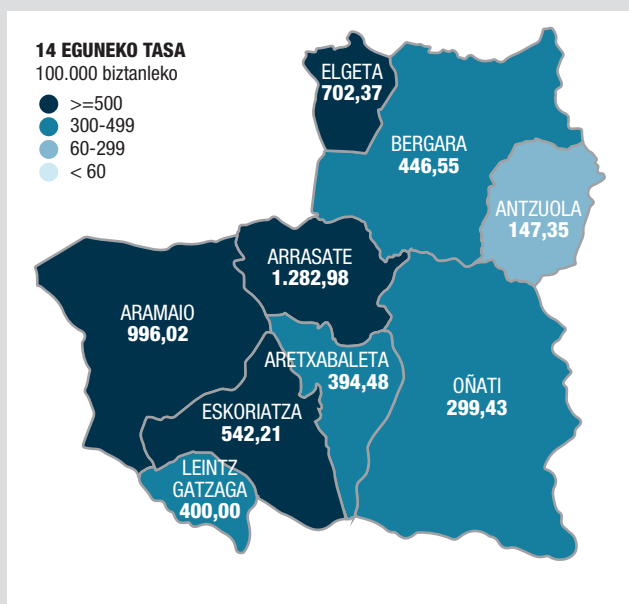 14 EGUNEKO TASA
100.000 biztanleko
>=500
300-499
60-299
< 60
ELGETA
702,37
BERGARA
446,55
ANTZUOLA
147,35
ARRASATE
1.282,98
ARAMAIO
996,02
ARETXABALETA
394,48
OÑATI
299,43
ESKORIATZA
542,21
LEINTZ
GATZAGA
400,00